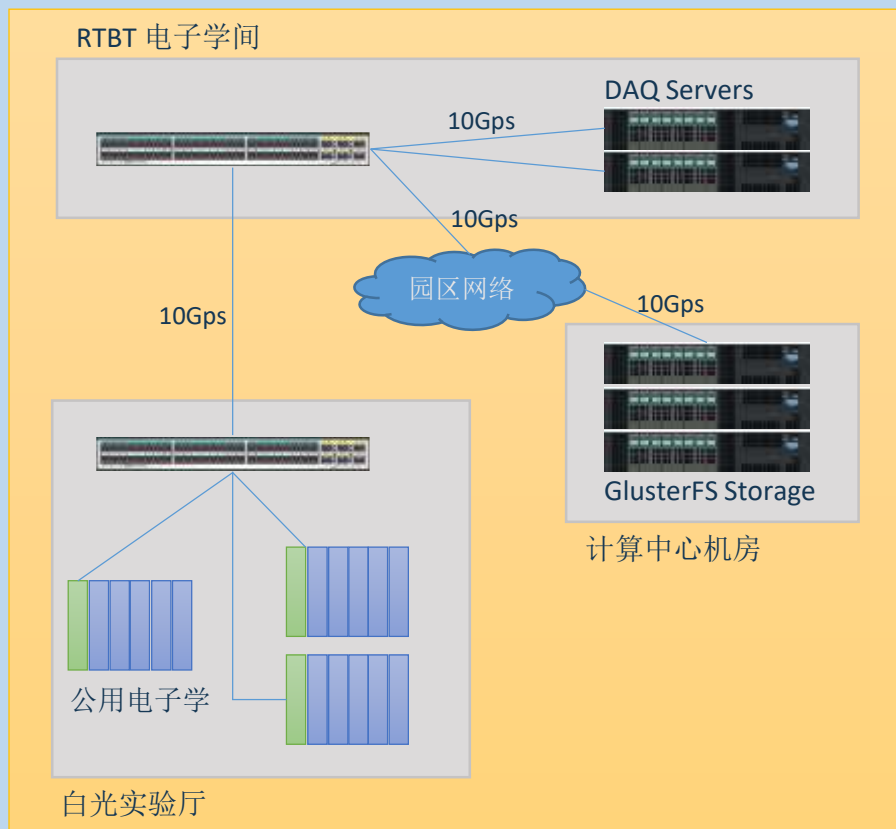 RTBT 电子学间
DAQ Servers
10Gps
10Gps
园区网络
10Gps
10Gps
GlusterFS Storage
计算中心机房
公用电子学
白光实验厅